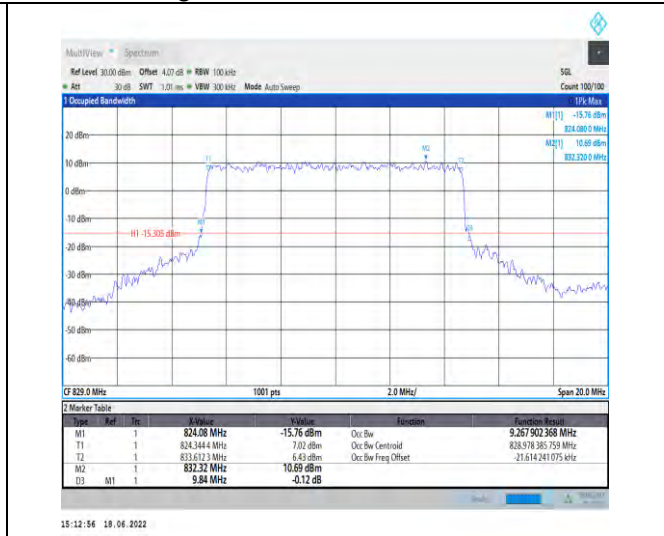 MultiView Spectrum
Ref Level 30.00 dBm Offset 4.07 dB RBW 100 kHz SGL
Att 30 dB SWT 1.01 ms VBW 300 kHz Mode Auto Sweep Count 100/100
1 Occupied Bandwidth 1Pk Max
M1[1] -15.76 dBm
824.080 0 MHz
M2[1] 10.69 dBm
832.320 0 MHz
20 dBm
M2
T1
T2
10 dBm
0 dBm
-10 dBm
H1 -15.308 dBm
-20 dBm
-30 dBm
-40 dBm
-50 dBm
-60 dBm
CF 829.0 MHz 1001 pts 2.0 MHz/ Span 20.0 MHz
2 Marker Table
Type Ref Trc X-Value Y-Value Function Function Result
M1 1 824.08 MHz -15.76 dBm Occ Bw 9.267 902 368 MHz
T1 1 824.344 4 MHz 7.02 dBm Occ Bw Centroid 828.978 385 759 MHz
T2 1 833.612 3 MHz 6.43 dBm Occ Bw Freq Offset -21.614 241 075 kHz
M2 1 832.32 MHz 10.69 dBm
D3 M1 1 9.84 MHz -0.12 dB
15:12:56 18.06.2022